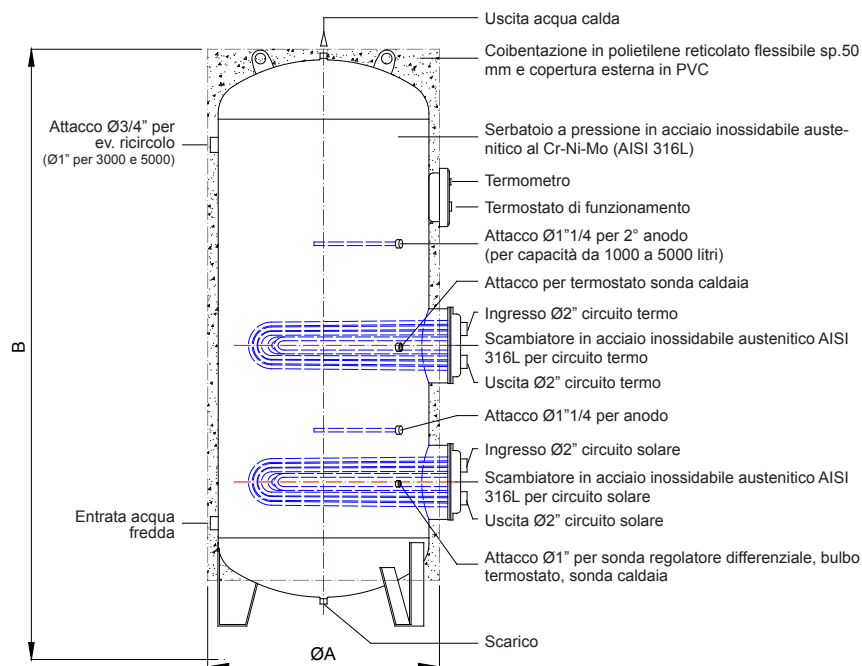 Uscita acqua calda
Coibentazione in polietilene reticolato flessibile sp.50
mm e copertura esterna in PVC
Attacco Ø3/4” per
ev. ricircolo
(Ø1” per 3000 e 5000)
Serbatoio a pressione in acciaio inossidabile auste-
nitico al Cr-Ni-Mo (AISI 316L)
Termometro
Termostato di funzionamento
Attacco Ø1”1/4 per 2° anodo
(per capacità da 1000 a 5000 litri)
Attacco per termostato sonda caldaia
Ingresso Ø2” circuito termo
Scambiatore in acciaio inossidabile austenitico AISI
316L per circuito termo
Uscita Ø2” circuito termo
B
Attacco Ø1”1/4 per anodo
Ingresso Ø2” circuito solare
Scambiatore in acciaio inossidabile austenitico AISI
316L per circuito solare
Uscita Ø2” circuito solare
Entrata acqua
fredda
Attacco Ø1” per sonda regolatore differenziale, bulbo
termostato, sonda caldaia
Scarico
ØA